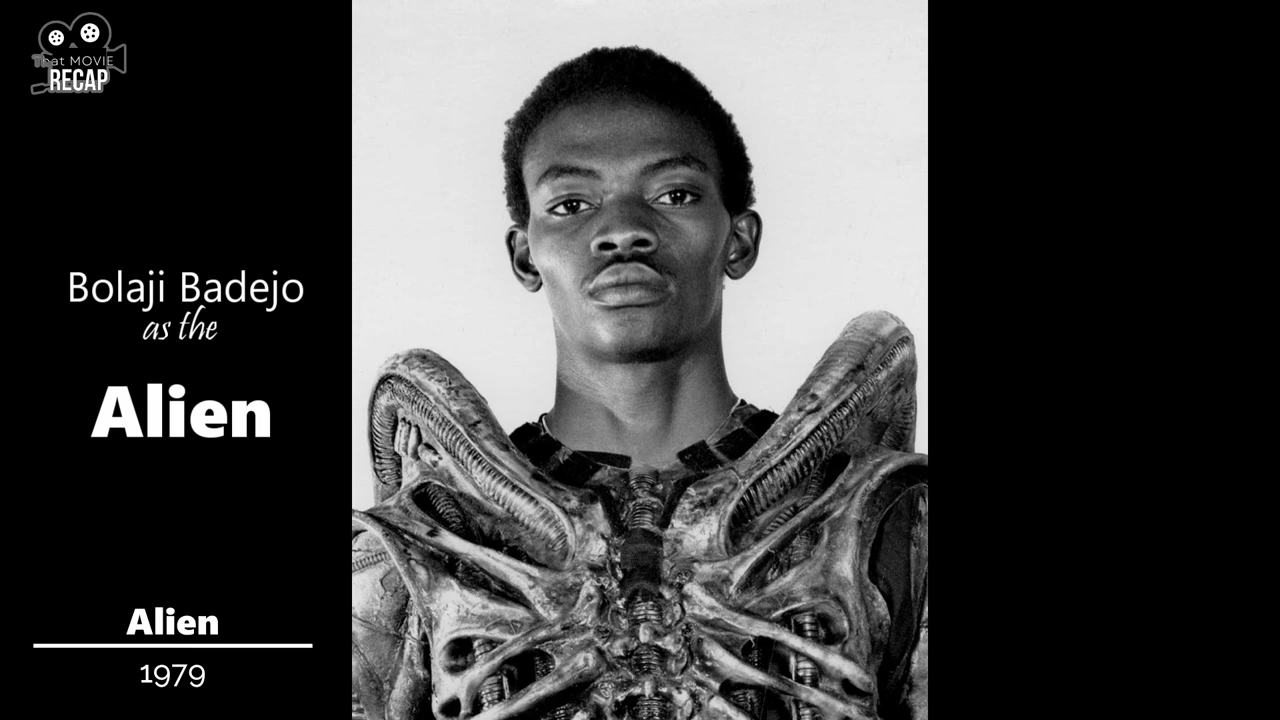 That MOVIE
RECAP
Bolaji Badejo
as the
Alien
Alien
1979